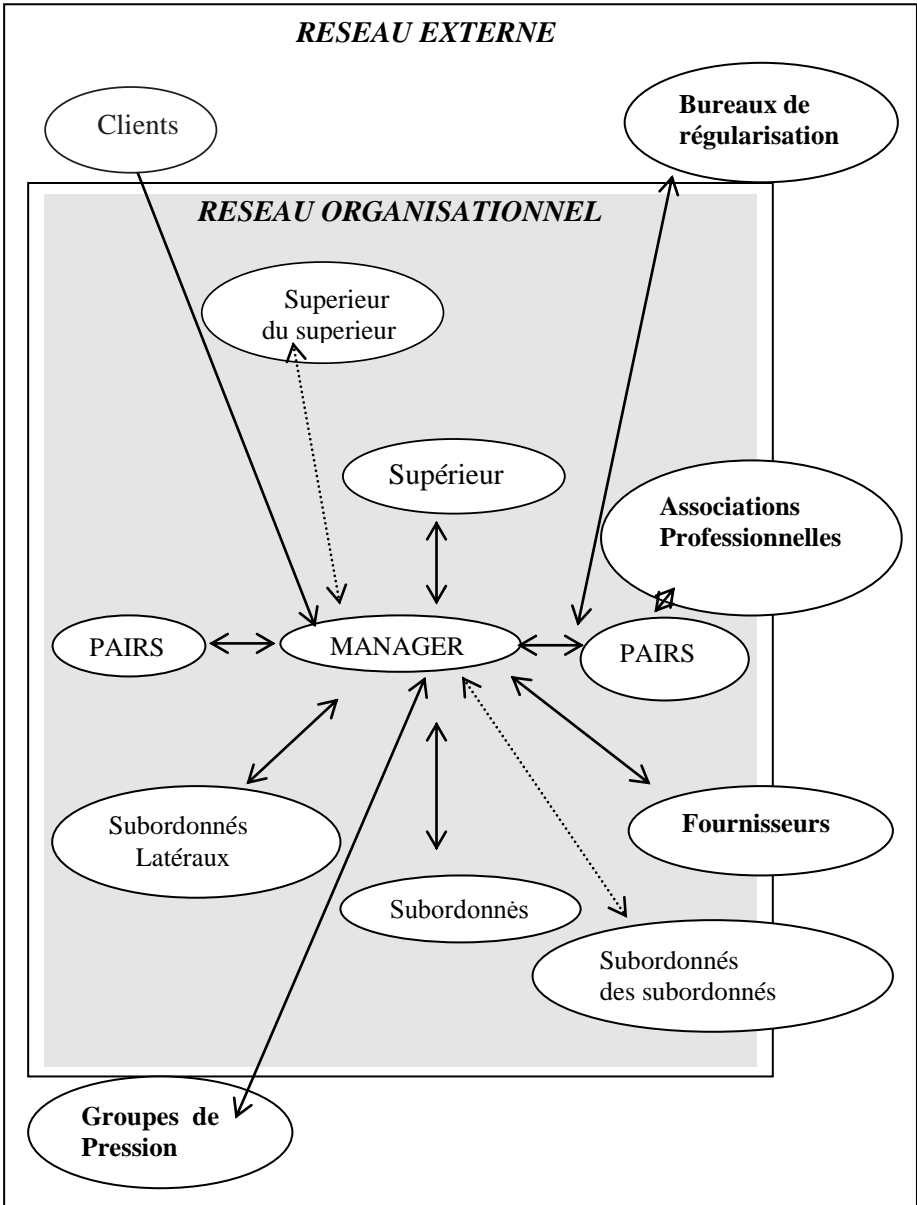 RESEAU EXTERNE
Clients
Bureaux de
régularisation
RESEAU ORGANISATIONNEL
Superieur
du superieur
Supérieur
Associations
Professionnelles
PAIRS
MANAGER
PAIRS
Subordonnés
Latéraux
Fournisseurs
Subordonnės
Subordonnés
des subordonnés
Groupes de
Pression